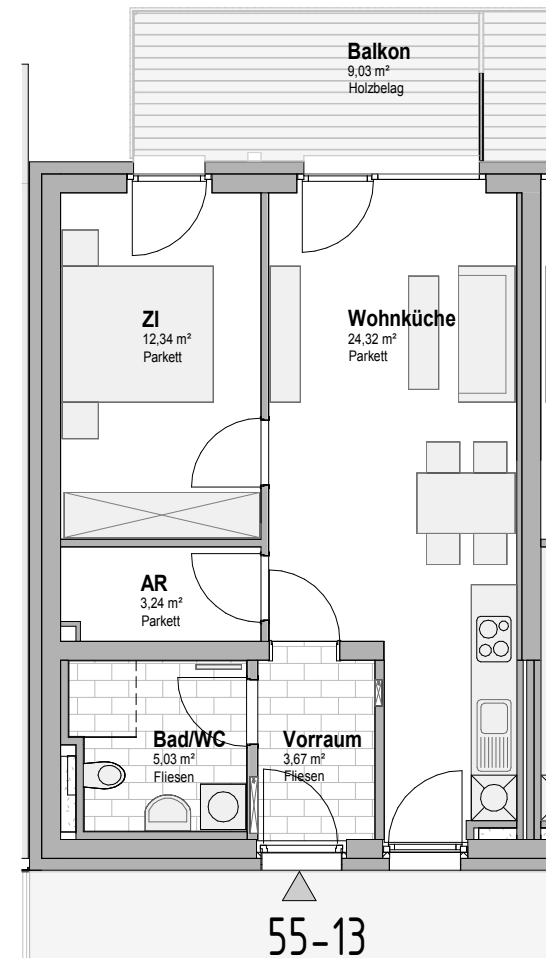 Balkon
9,03 m²
Holzbelag
ZI
12,34 m²
Parkett
Wohnküche
24,32 m²
Parkett
AR
3,24 m²
Parkett
Bad/WC
5,03 m²
Fliesen
Vorraum
3,67 m²
Fliesen
55-13